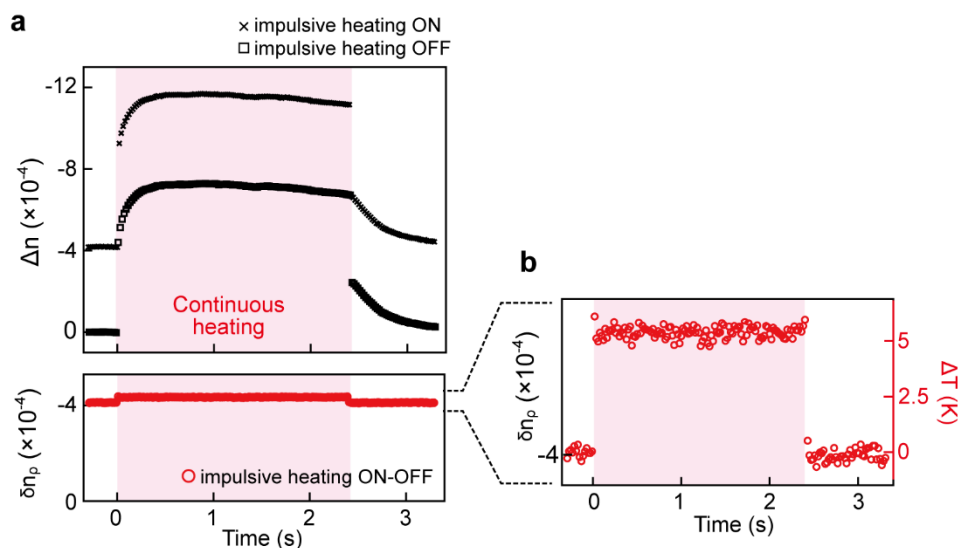 a
× impulsive heating ON
□ impulsive heating OFF
-12
-8
-4
0
Δn (×10⁻⁴)
Continuous
heating
-4
0
δnₚ (×10⁻⁴)
impulsive heating ON-OFF
0 1 2 3
Time (s)
b
-4
δnₚ (×10⁻⁴)
5
2.5
0
ΔT (K)
0 1 2 3
Time (s)